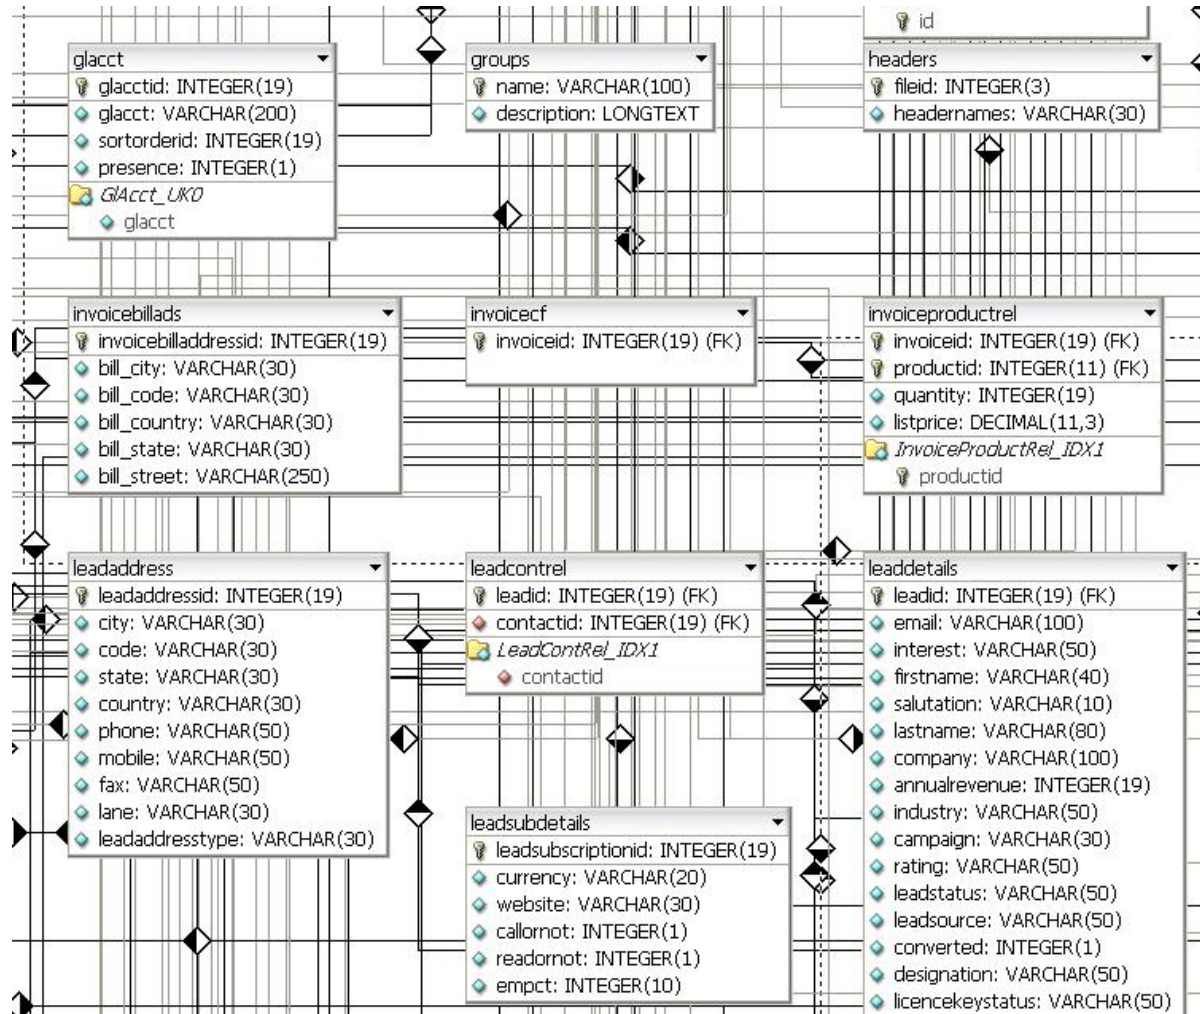 id
glacct
glacctid: INTEGER(19)
glacct: VARCHAR(200)
sortorderid: INTEGER(19)
presence: INTEGER(1)
GlAcct_UK0
glacct
groups
name: VARCHAR(100)
description: LONGTEXT
headers
fileid: INTEGER(3)
headernames: VARCHAR(30)
invoicebillads
invoicebilladdressid: INTEGER(19)
bill_city: VARCHAR(30)
bill_code: VARCHAR(30)
bill_country: VARCHAR(30)
bill_state: VARCHAR(30)
bill_street: VARCHAR(250)
invoicecf
invoiceid: INTEGER(19) (FK)
invoiceproductrel
invoiceid: INTEGER(19) (FK)
productid: INTEGER(11) (FK)
quantity: INTEGER(19)
listprice: DECIMAL(11,3)
InvoiceProductRel_IDX1
productid
leadaddress
leadaddressid: INTEGER(19)
city: VARCHAR(30)
code: VARCHAR(30)
state: VARCHAR(30)
country: VARCHAR(30)
phone: VARCHAR(50)
mobile: VARCHAR(50)
fax: VARCHAR(50)
lane: VARCHAR(30)
leadaddresstype: VARCHAR(30)
leadcontrel
leadid: INTEGER(19) (FK)
contactid: INTEGER(19) (FK)
LeadContRel_IDX1
contactid
leadsubdetails
leadsubscriptionid: INTEGER(19)
currency: VARCHAR(20)
website: VARCHAR(30)
callornot: INTEGER(1)
readornot: INTEGER(1)
empct: INTEGER(10)
leaddetails
leadid: INTEGER(19) (FK)
email: VARCHAR(100)
interest: VARCHAR(50)
firstname: VARCHAR(40)
salutation: VARCHAR(10)
lastname: VARCHAR(80)
company: VARCHAR(100)
annualrevenue: INTEGER(19)
industry: VARCHAR(50)
campaign: VARCHAR(30)
rating: VARCHAR(50)
leadstatus: VARCHAR(50)
leadsource: VARCHAR(50)
converted: INTEGER(1)
designation: VARCHAR(50)
licencekeystatus: VARCHAR(50)